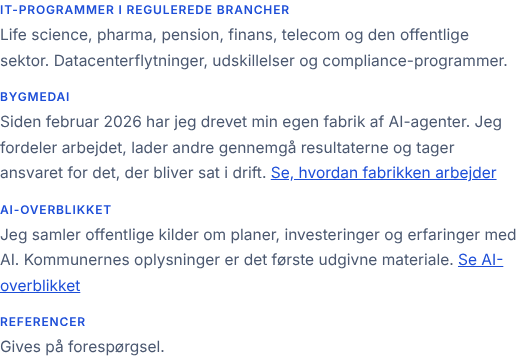 IT-PROGRAMMER I REGULEREDE BRANCHER
Life science, pharma, pension, finans, telecom og den offentlige
sektor. Datacenterflytninger, udskillelser og compliance-programmer.
BYGMEDAI
Siden februar 2026 har jeg drevet min egen fabrik af AI-agenter. Jeg
fordeler arbejdet, lader andre gennemgå resultaterne og tager
ansvaret for det, der bliver sat i drift. Se, hvordan fabrikken arbejder
AI-OVERBLIKKET
Jeg samler offentlige kilder om planer, investeringer og erfaringer med
AI. Kommunernes oplysninger er det første udgivne materiale. Se AI-
overblikket
REFERENCER
Gives på forespørgsel.